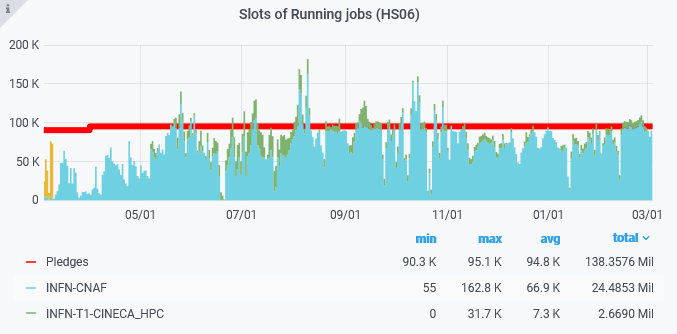 i
Slots of Running jobs (HS06)
200 K
150 K
100 K
50 K
0
05/01 07/01 09/01 11/01 01/01 03/01
min max avg total
Pledges 90.3 K 95.1 K 94.8 K 138.3576 Mil
INFN-CNAF 55 162.8 K 66.9 K 24.4853 Mil
INFN-T1-CINECA_HPC 0 31.7 K 7.3 K 2.6690 Mil